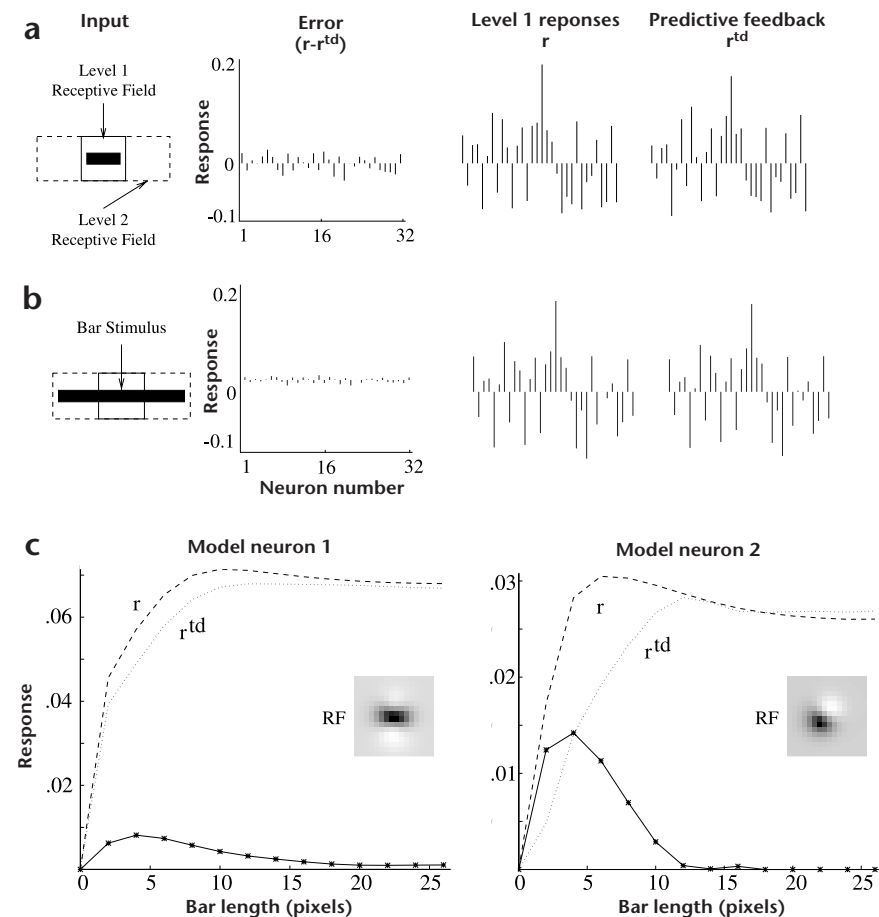 a
Input
Error
(r-r^td)
Level 1 reponses
r
Predictive feedback
r^td
Level 1
Receptive Field
Level 2
Receptive Field
Response
0.2
0
-0.1
1 16 32
b
Bar Stimulus
Response
0.2
0
-0.1
1 16 32
Neuron number
c
Model neuron 1
Response
.06
.04
.02
r
r^td
RF
0 5 10 15 20 25
Bar length (pixels)
Model neuron 2
.03
.02
.01
r
r^td
RF
0 5 10 15 20 25
Bar length (pixels)